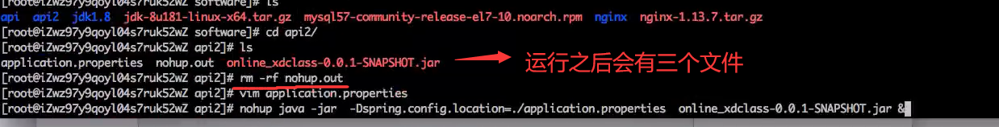 [root@iZwz97y9qoyl04s7ruk52wZ software]# ls
api  api2  jdk1.8  jdk-8u181-linux-x64.tar.gz  mysql57-community-release-el7-10.noarch.rpm  nginx  nginx-1.13.7.tar.gz
[root@iZwz97y9qoyl04s7ruk52wZ software]# cd api2/
[root@iZwz97y9qoyl04s7ruk52wZ api2]# ls
application.properties  nohup.out  online_xdclass-0.0.1-SNAPSHOT.jar
运行之后会有三个文件
[root@iZwz97y9qoyl04s7ruk52wZ api2]# rm -rf nohup.out
[root@iZwz97y9qoyl04s7ruk52wZ api2]# vim application.properties
[root@iZwz97y9qoyl04s7ruk52wZ api2]# nohup java -jar  -Dspring.config.location=./application.properties  online_xdclass-0.0.1-SNAPSHOT.jar &